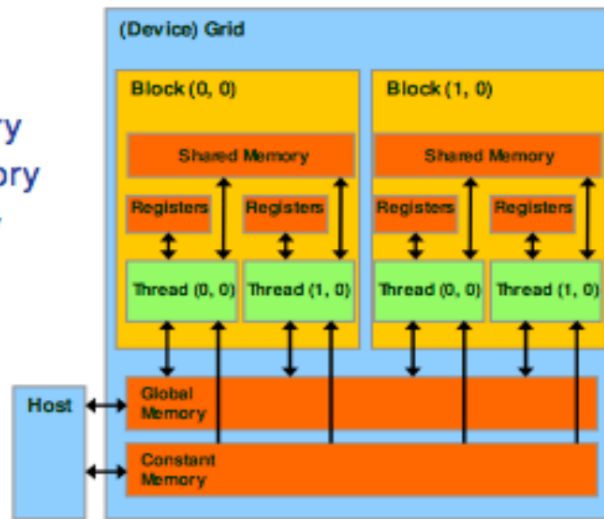 (Device) Grid
Block (0, 0)
Block (1, 0)
Shared Memory
Shared Memory
Registers
Registers
Registers
Registers
Thread (0, 0)
Thread (1, 0)
Thread (0, 0)
Thread (1, 0)
Host
Global
Memory
Constant
Memory